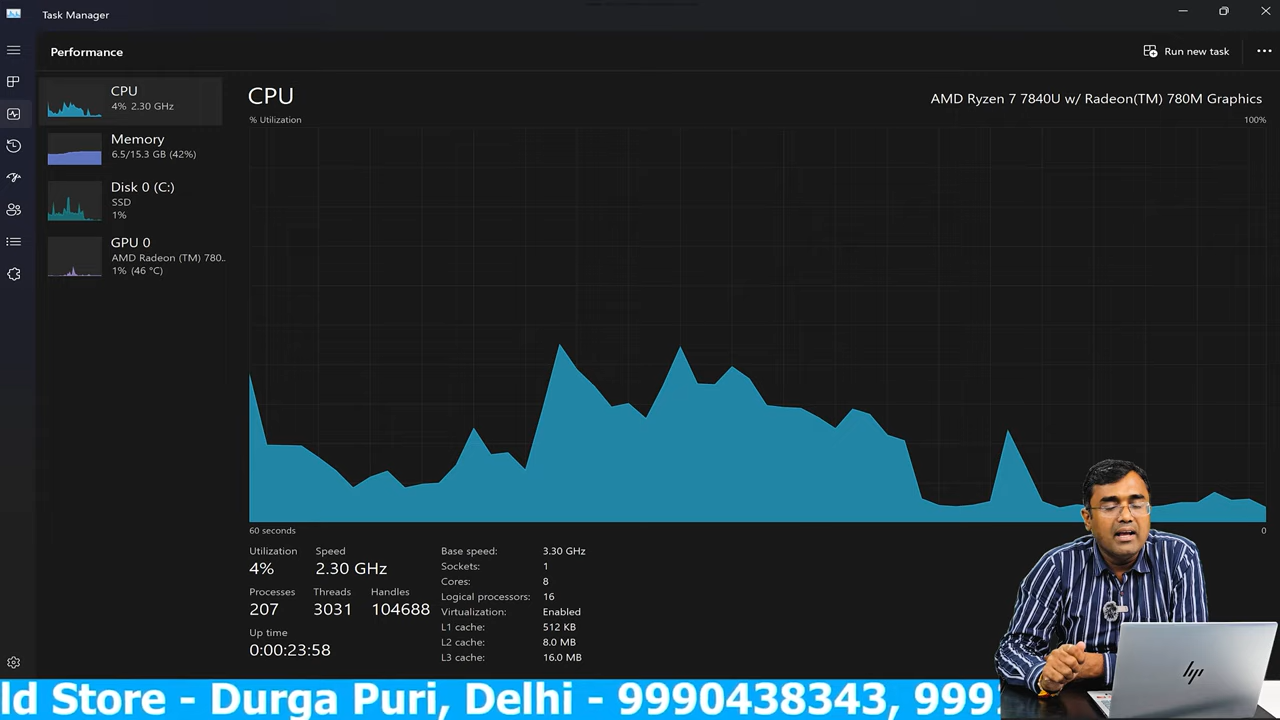 Task Manager
Performance
Run new task
CPU
4% 2.30 GHz
Memory
6.5/15.3 GB (42%)
Disk 0 (C:)
SSD
1%
GPU 0
AMD Radeon (TM) 780..
1% (46 °C)
CPU
AMD Ryzen 7 7840U w/ Radeon(TM) 780M Graphics
% Utilization
100%
60 seconds
0
Utilization
Speed
4%
2.30 GHz
Processes
Threads
Handles
207
3031
104688
Up time
0:00:23:58
Base speed: 3.30 GHz
Sockets: 1
Cores: 8
Logical processors: 16
Virtualization: Enabled
L1 cache: 512 KB
L2 cache: 8.0 MB
L3 cache: 16.0 MB
hp
ld Store - Durga Puri, Delhi - 9990438343, 999